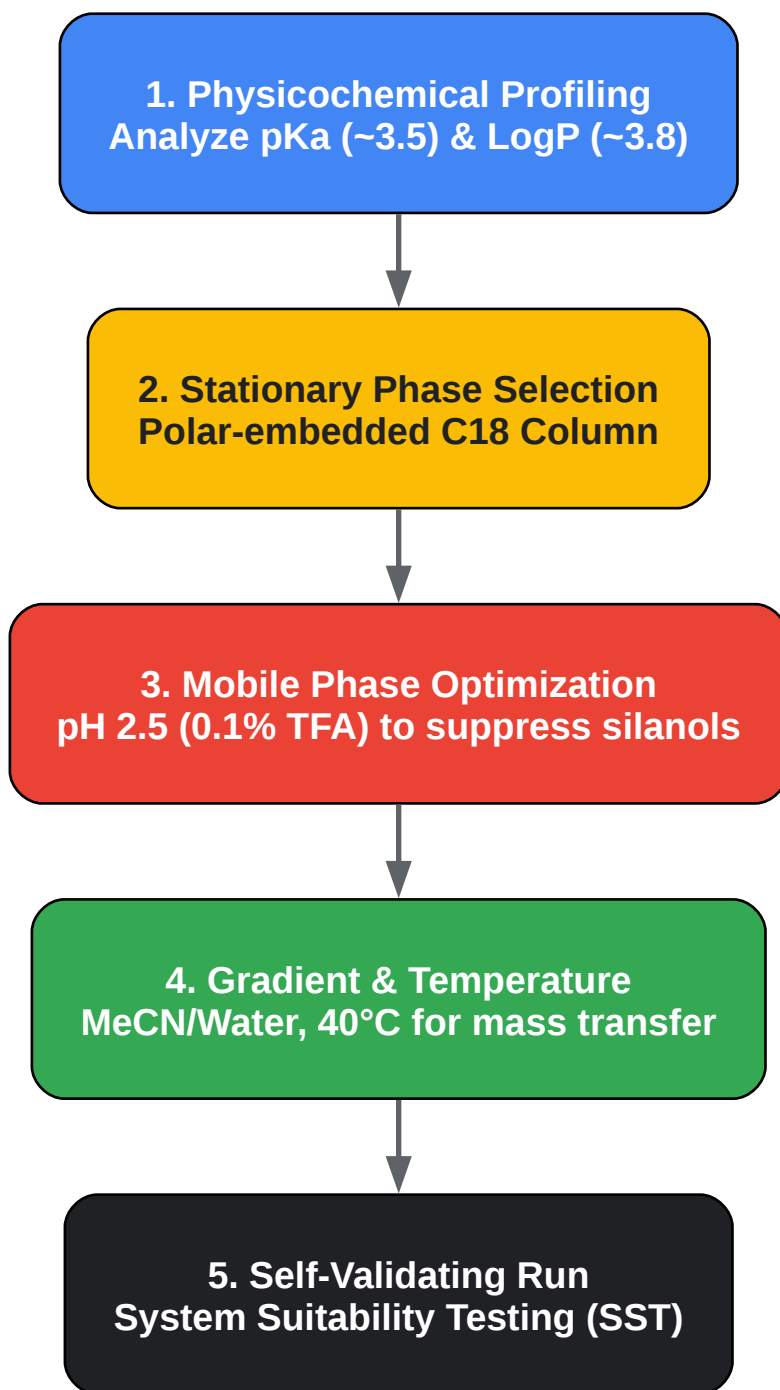 1. Physicochemical Profiling
Analyze pKa (~3.5) & LogP (~3.8)
2. Stationary Phase Selection
Polar-embedded C18 Column
3. Mobile Phase Optimization
pH 2.5 (0.1% TFA) to suppress silanols
4. Gradient & Temperature
MeCN/Water, 40°C for mass transfer
5. Self-Validating Run
System Suitability Testing (SST)